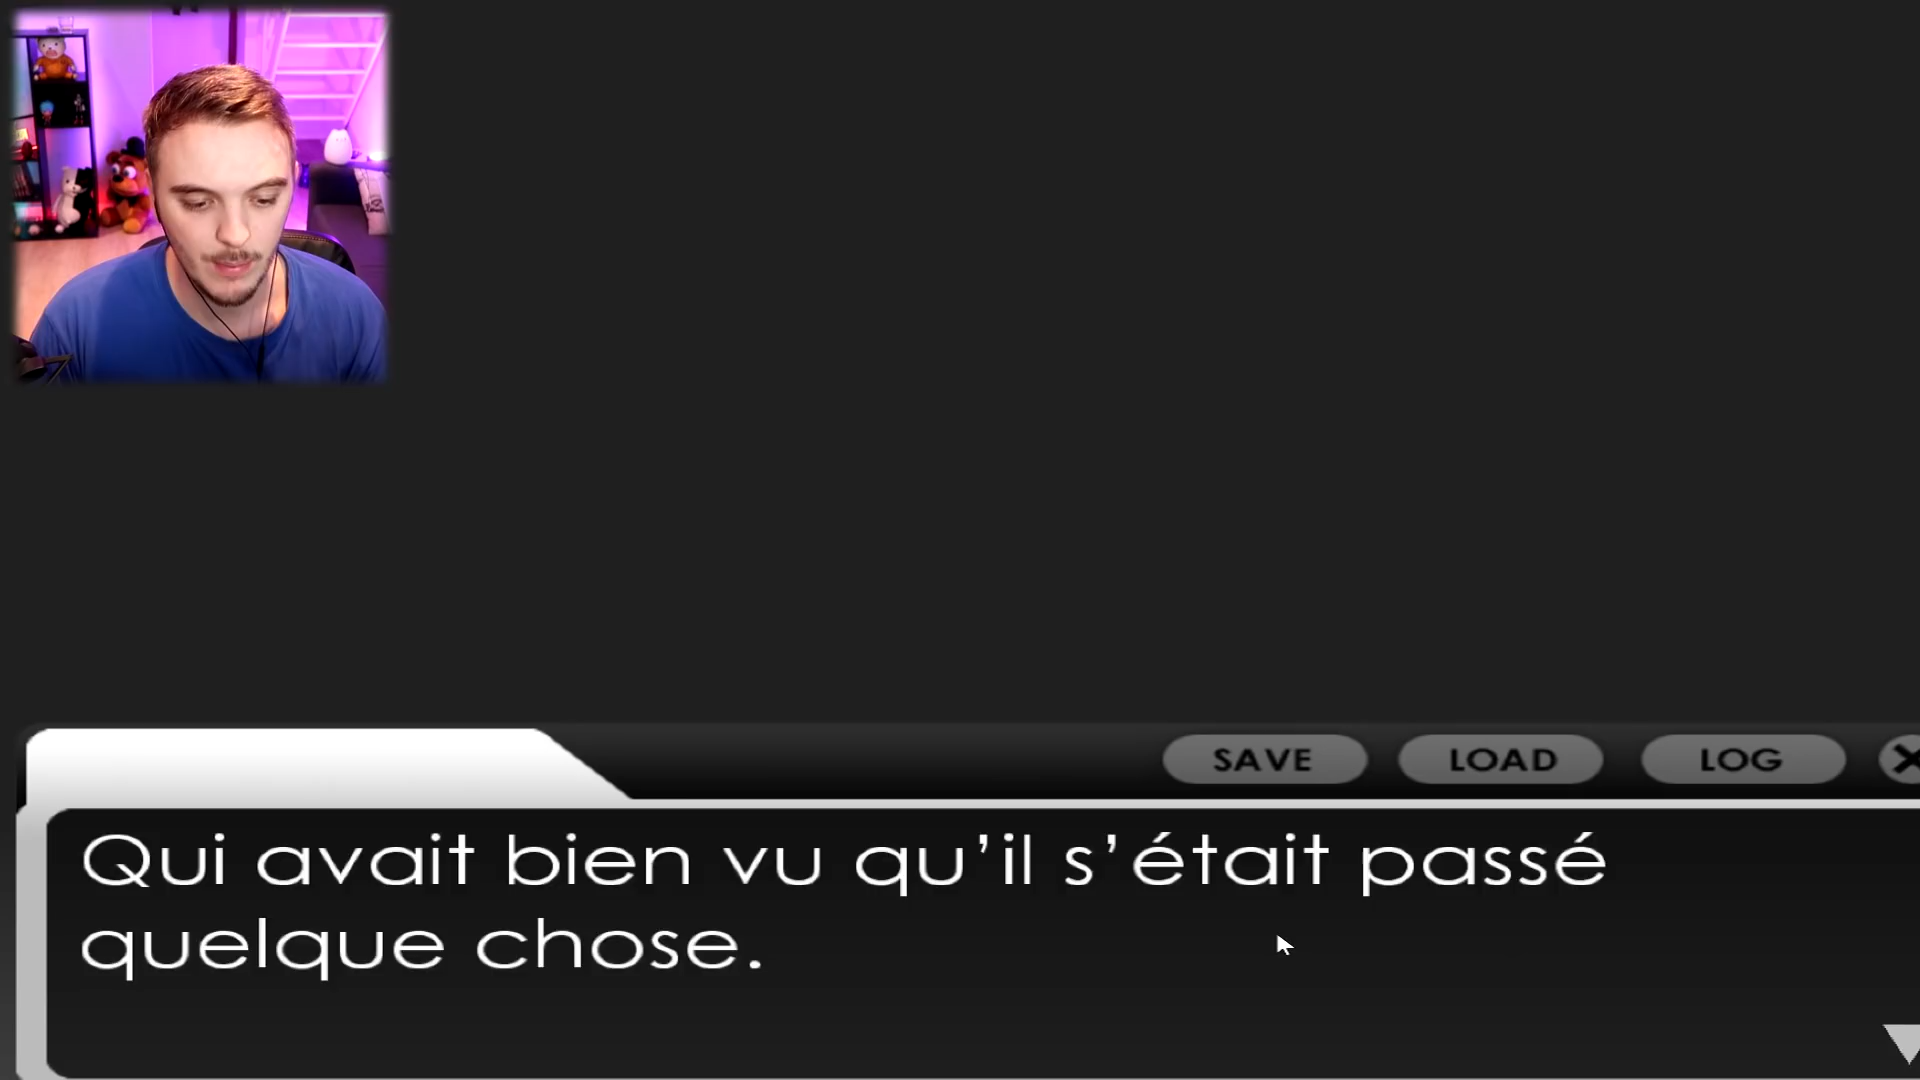 SAVE LOAD LOG
Qui avait bien vu qu’il s’était passé
quelque chose.